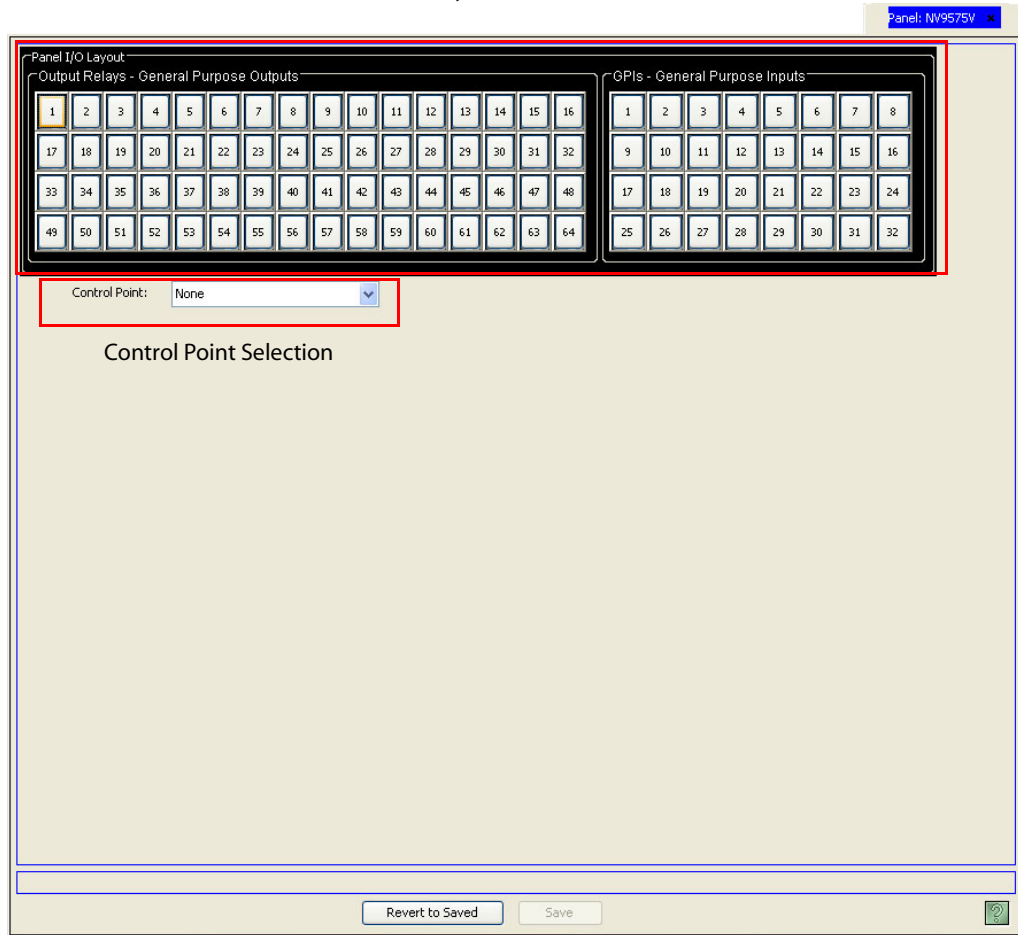 Panel: NV9575V ×
Panel I/O Layout
Output Relays - General Purpose Outputs
GPIs - General Purpose Inputs
1 2 3 4 5 6 7 8 9 10 11 12 13 14 15 16
1 2 3 4 5 6 7 8
17 18 19 20 21 22 23 24 25 26 27 28 29 30 31 32
9 10 11 12 13 14 15 16
33 34 35 36 37 38 39 40 41 42 43 44 45 46 47 48
17 18 19 20 21 22 23 24
49 50 51 52 53 54 55 56 57 58 59 60 61 62 63 64
25 26 27 28 29 30 31 32
Control Point: None
Control Point Selection
Revert to Saved Save ?